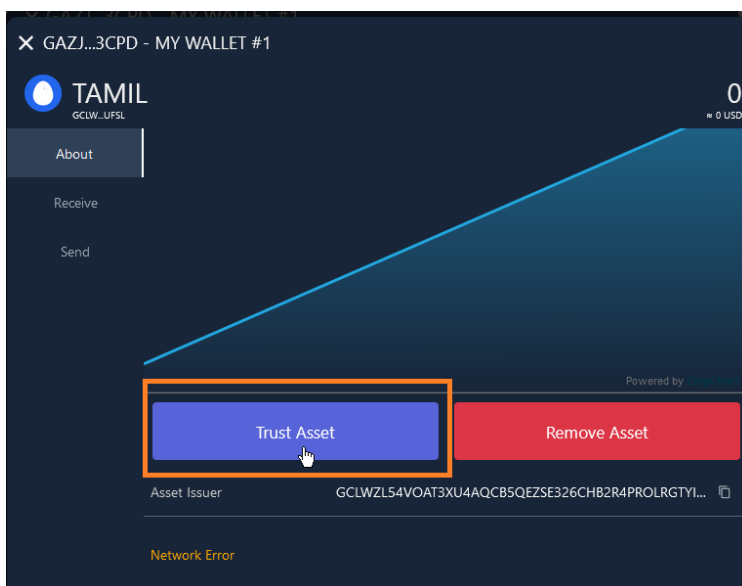 GAZJ...3CPD - MY WALLET #1
TAMIL
GCLW...UFSL
0
≈ 0 USD
About
Receive
Send
Powered by
Trust Asset
Remove Asset
Asset Issuer
GCLWZL54VOAT3XU4AQCB5QEZSE326CHB2R4PROLRGTYI...
Network Error